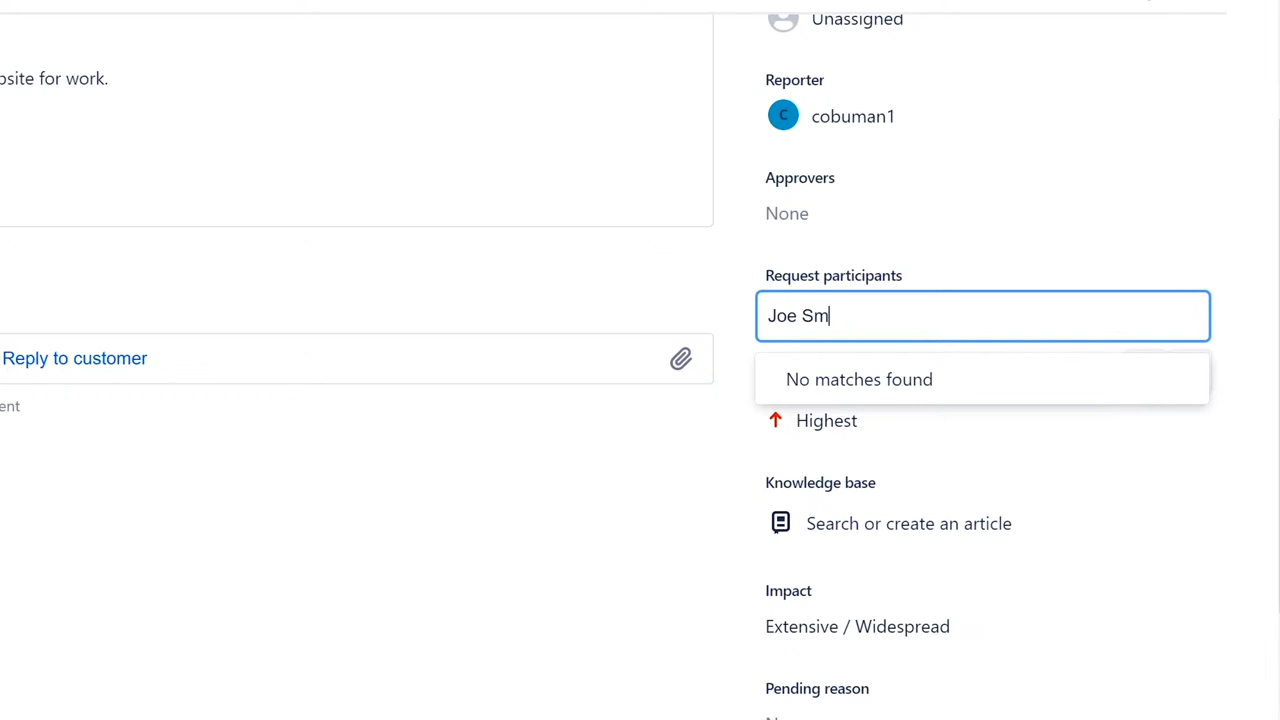 Unassigned
osite for work.
Reporter
C cobuman1
Approvers
None
Request participants
Joe Sm
Reply to customer
No matches found
ent
Highest
Knowledge base
Search or create an article
Impact
Extensive / Widespread
Pending reason